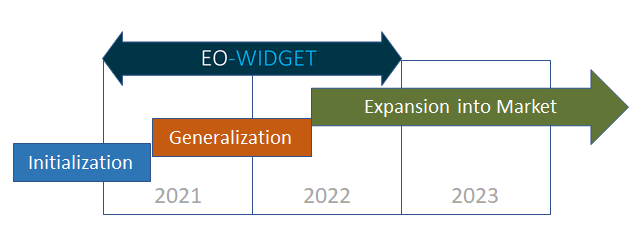 EO-WIDGET
Expansion into Market
Generalization
Initialization
2021
2022
2023